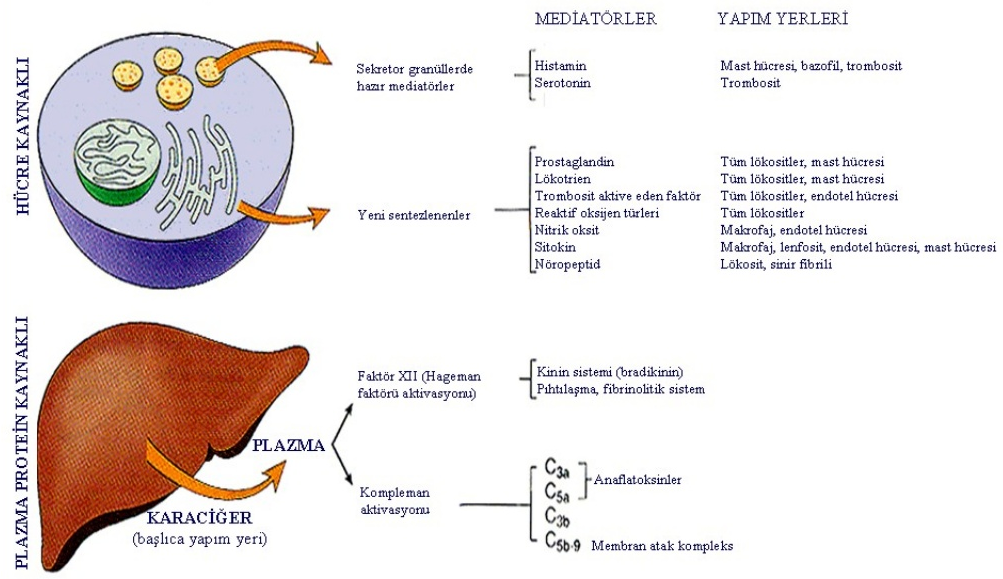 MEDİATÖRLER YAPIM YERLERİ
HÜCRE KAYNAKLI
Sekretor granüllerde
hazır mediatörler
Histamin Mast hücresi, bazofil, trombosit
Serotonin Trombosit
Yeni sentezlenenler
Prostaglandin Tüm lökositler, mast hücresi
Lökotrien Tüm lökositler, mast hücresi
Trombosit aktive eden faktör Tüm lökositler, endotel hücresi
Reaktif oksijen türleri Tüm lökositler
Nitrik oksit Makrofaj, endotel hücresi
Sitokin Makrofaj, lenfosit, endotel hücresi, mast hücresi
Nöropeptid Lökosit, sinir fibrili
PLAZMA PROTEİN KAYNAKLI
KARACİĞER
(başlıca yapım yeri)
PLAZMA
Faktör XII (Hageman
faktörü aktivasyonu)
Kinin sistemi (bradikinin)
Pıhtılaşma, fibrinolitik sistem
Kompleman
aktivasyonu
C3a
C5a
Anaflatoksinler
C3b
C5b-9 Membran atak kompleks